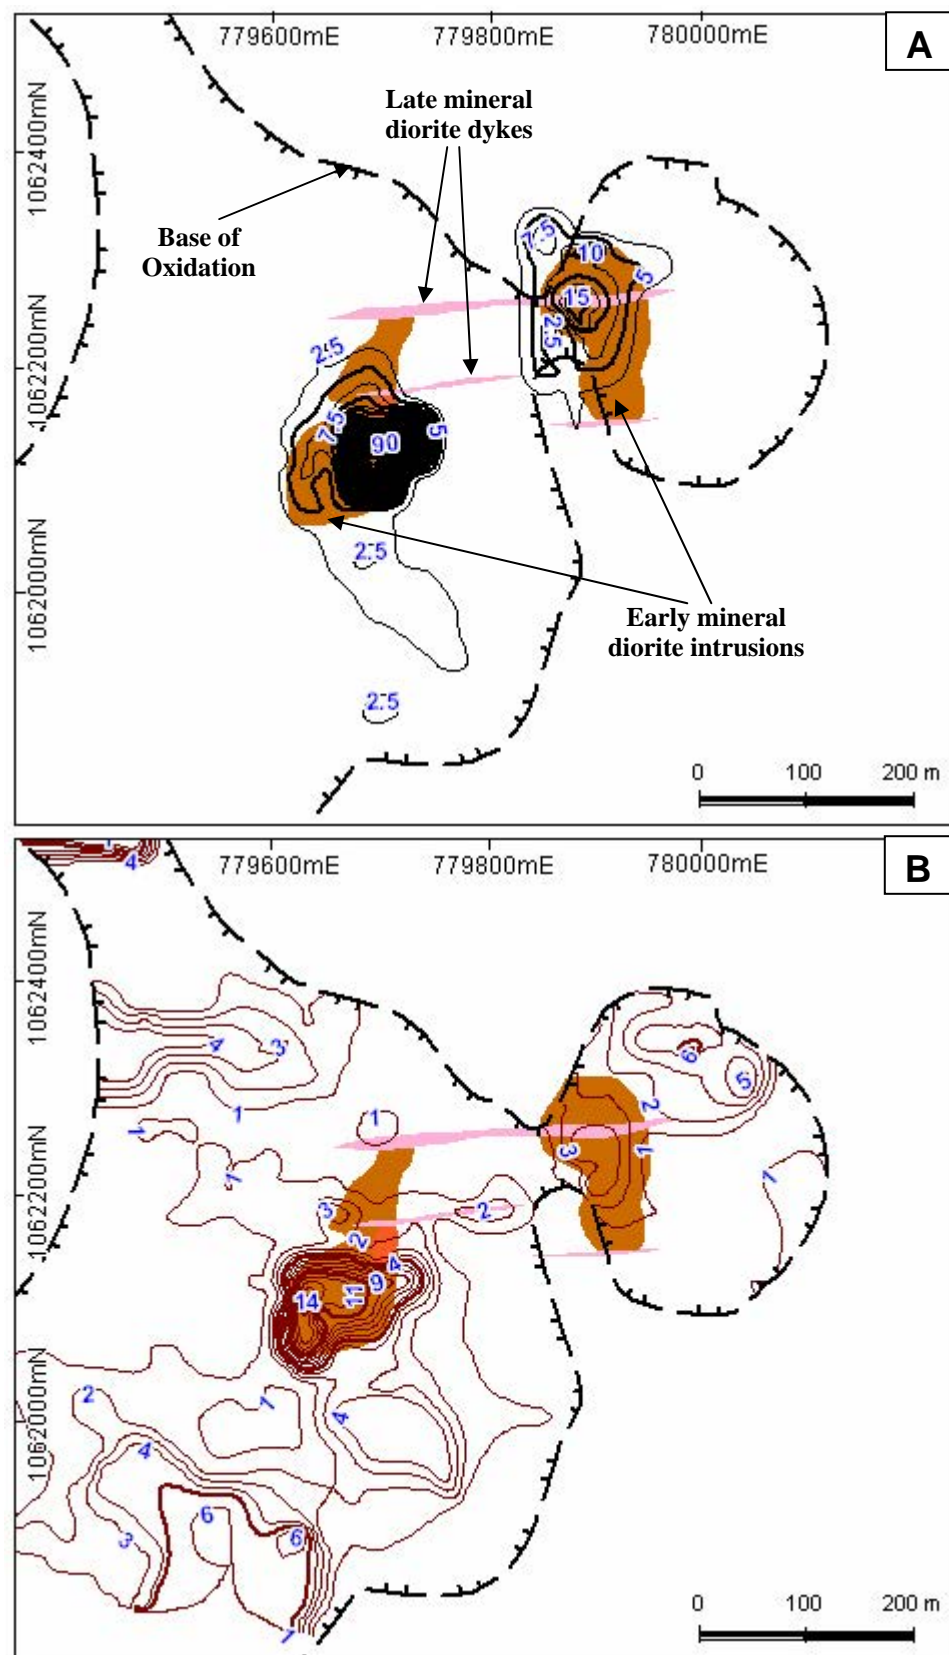 779600mE 779800mE 780000mE
A
1062400mN
Late mineral
diorite dykes
Base of
Oxidation
7.5
10
5
15
2.5
1062200mN
2.5
7.5
90
5
2.5
1062000mN
Early mineral
diorite intrusions
2.5
0 100 200 m
4
779600mE 779800mE 780000mE
B
1062400mN
4
3
6
5
1
2
1
1
3
1
1
1
1062200mN
3
2
2
4
9
14
11
2
1
4
1062000mN
4
6
3
6
1
0 100 200 m